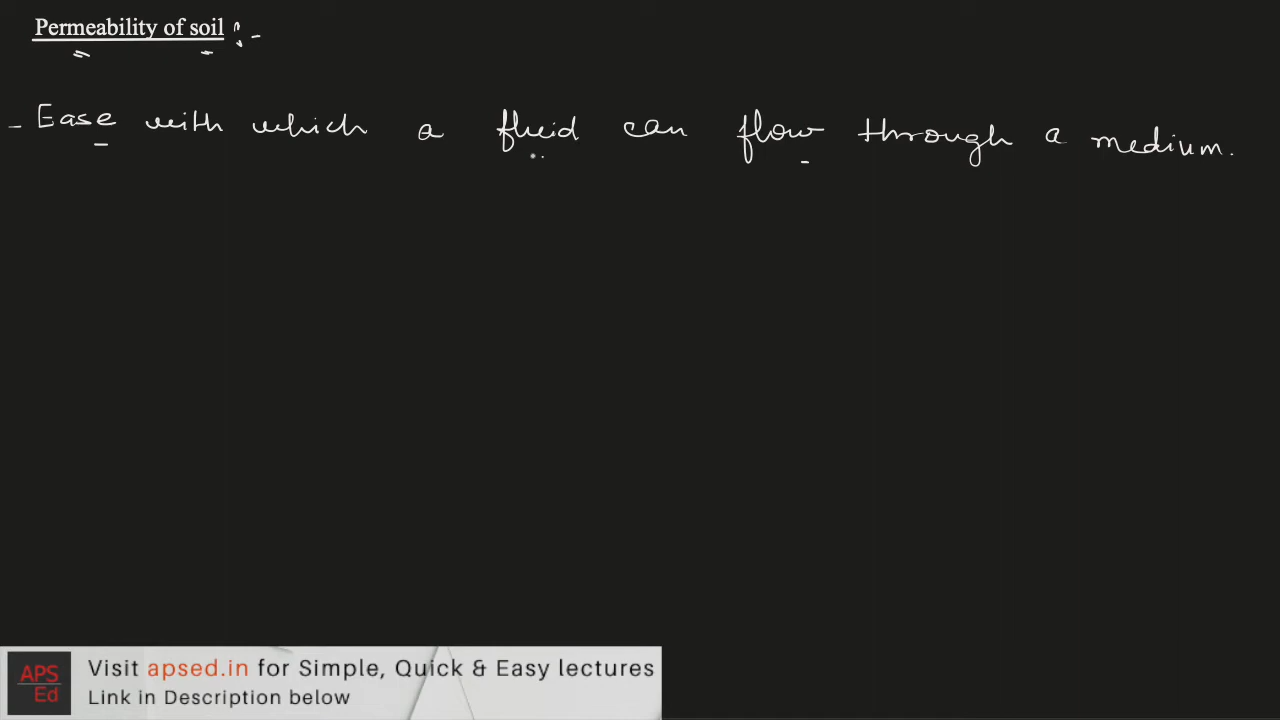 Permeability of soil :-
- Ease with which a fluid can flow through a medium.
APS
Ed
Visit apsed.in for Simple, Quick & Easy lectures
Link in Description below